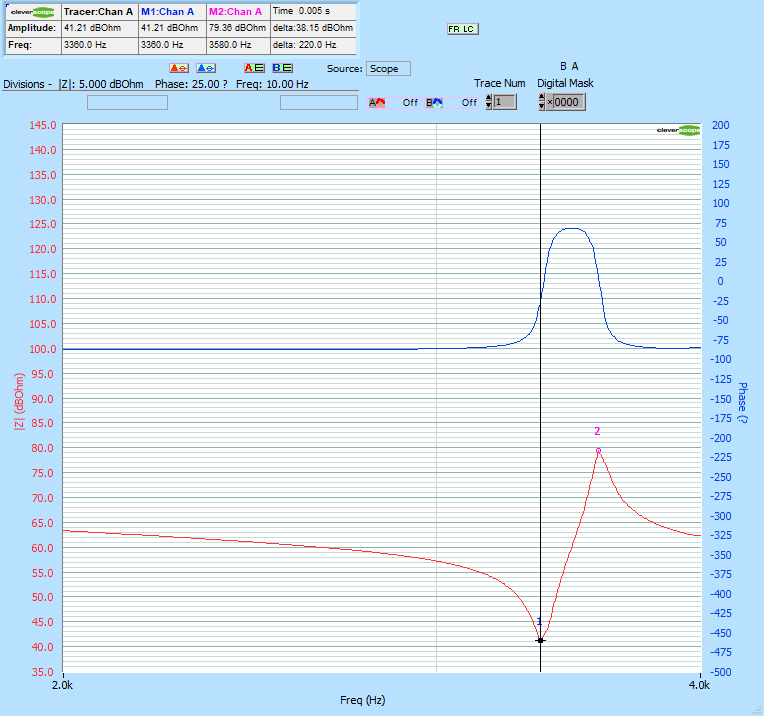 cleverscope Tracer:Chan A M1:Chan A M2:Chan A Time 0.005 s
Amplitude: 41.21 dBOhm 41.21 dBOhm 79.36 dBOhm delta:38.15 dBOhm
Freq: 3360.0 Hz 3360.0 Hz 3580.0 Hz delta: 220.0 Hz
FR LC
A B Source: Scope B A
Divisions - |Z|: 5.000 dBOhm Phase: 25.00 ? Freq: 10.00 Hz Trace Num Digital Mask
A Off B Off 1 ×0000
cleverscope
145.0 200
140.0 175
135.0 150
130.0 125
125.0 100
120.0 75
115.0 50
110.0 25
105.0 0
100.0 -25
95.0 -50
90.0 -75
85.0 -100
80.0 -125
75.0 -150
70.0 -175
65.0 -200
60.0 -225
55.0 -250
50.0 -275
45.0 -300
40.0 -325
35.0 -350
-375
-400
-425
-450
-475
-500
|Z| (dBOhm)
Phase (?
2
1
2.0k 4.0k
Freq (Hz)